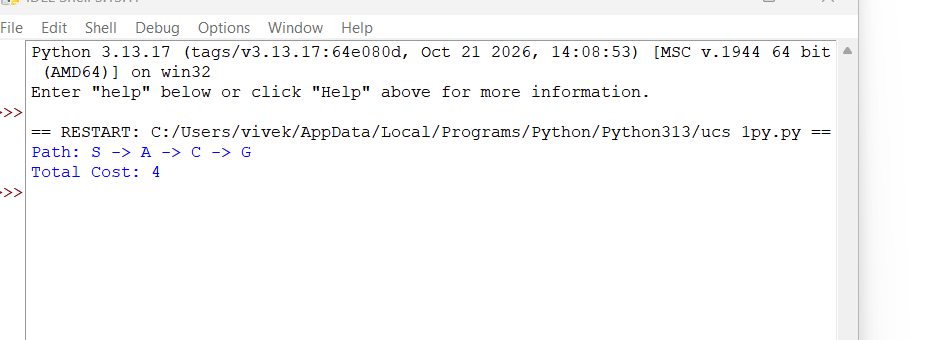 File Edit Shell Debug Options Window Help
Python 3.13.17 (tags/v3.13.17:64e080d, Oct 21 2026, 14:08:53) [MSC v.1944 64 bit
(AMD64)] on win32
Enter "help" below or click "Help" above for more information.
>>>
== RESTART: C:/Users/vivek/AppData/Local/Programs/Python/Python313/ucs 1py.py ==
Path: S -> A -> C -> G
Total Cost: 4
>>>